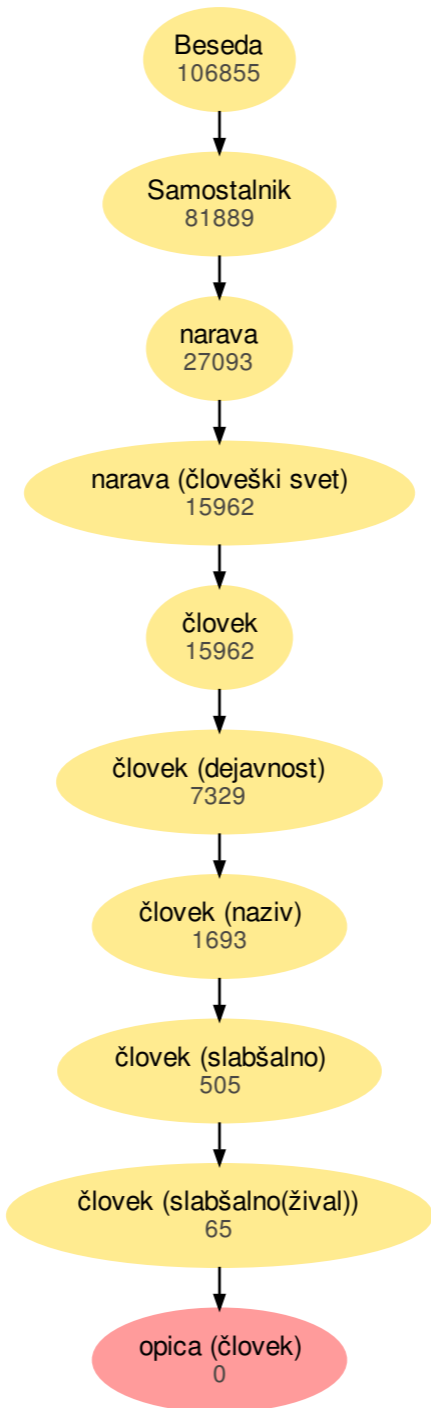 Beseda
106855
Samostalnik
81889
narava
27093
narava (človeški svet)
15962
človek
15962
človek (dejavnost)
7329
človek (naziv)
1693
človek (slabšalno)
505
človek (slabšalno(žival))
65
opica (človek)
0